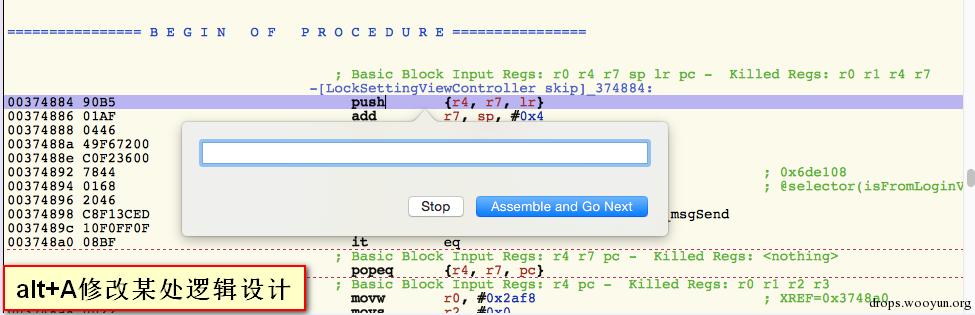 ================ B E G I N   O F   P R O C E D U R E ================
; Basic Block Input Regs: r0 r4 r7 sp lr pc -  Killed Regs: r0 r1 r4 r7
-[LockSettingViewController skip]_374884:
00374884 90B5 push {r4, r7, lr}
00374886 01AF add r7, sp, #0x4
00374888 0446
0037488a 49F67200
0037488e C0F23600
00374892 7844 ; 0x6de108
00374894 0168 ; @selector(isFromLoginV
00374896 2046
00374898 C8F13CED _msgSend
0037489c 10F0FF0F
003748a0 08BF it eq
Stop
Assemble and Go Next
; Basic Block Input Regs: r4 r7 pc -  Killed Regs: <nothing>
popeq {r4, r7, pc}
; Basic Block Input Regs: r4 pc -  Killed Regs: r0 r1 r2 r3
movw r0, #0x2af8 ; XREF=0x3748a0
movs r2, #0x0
alt+A修改某处逻辑设计
drops.wooyun.org